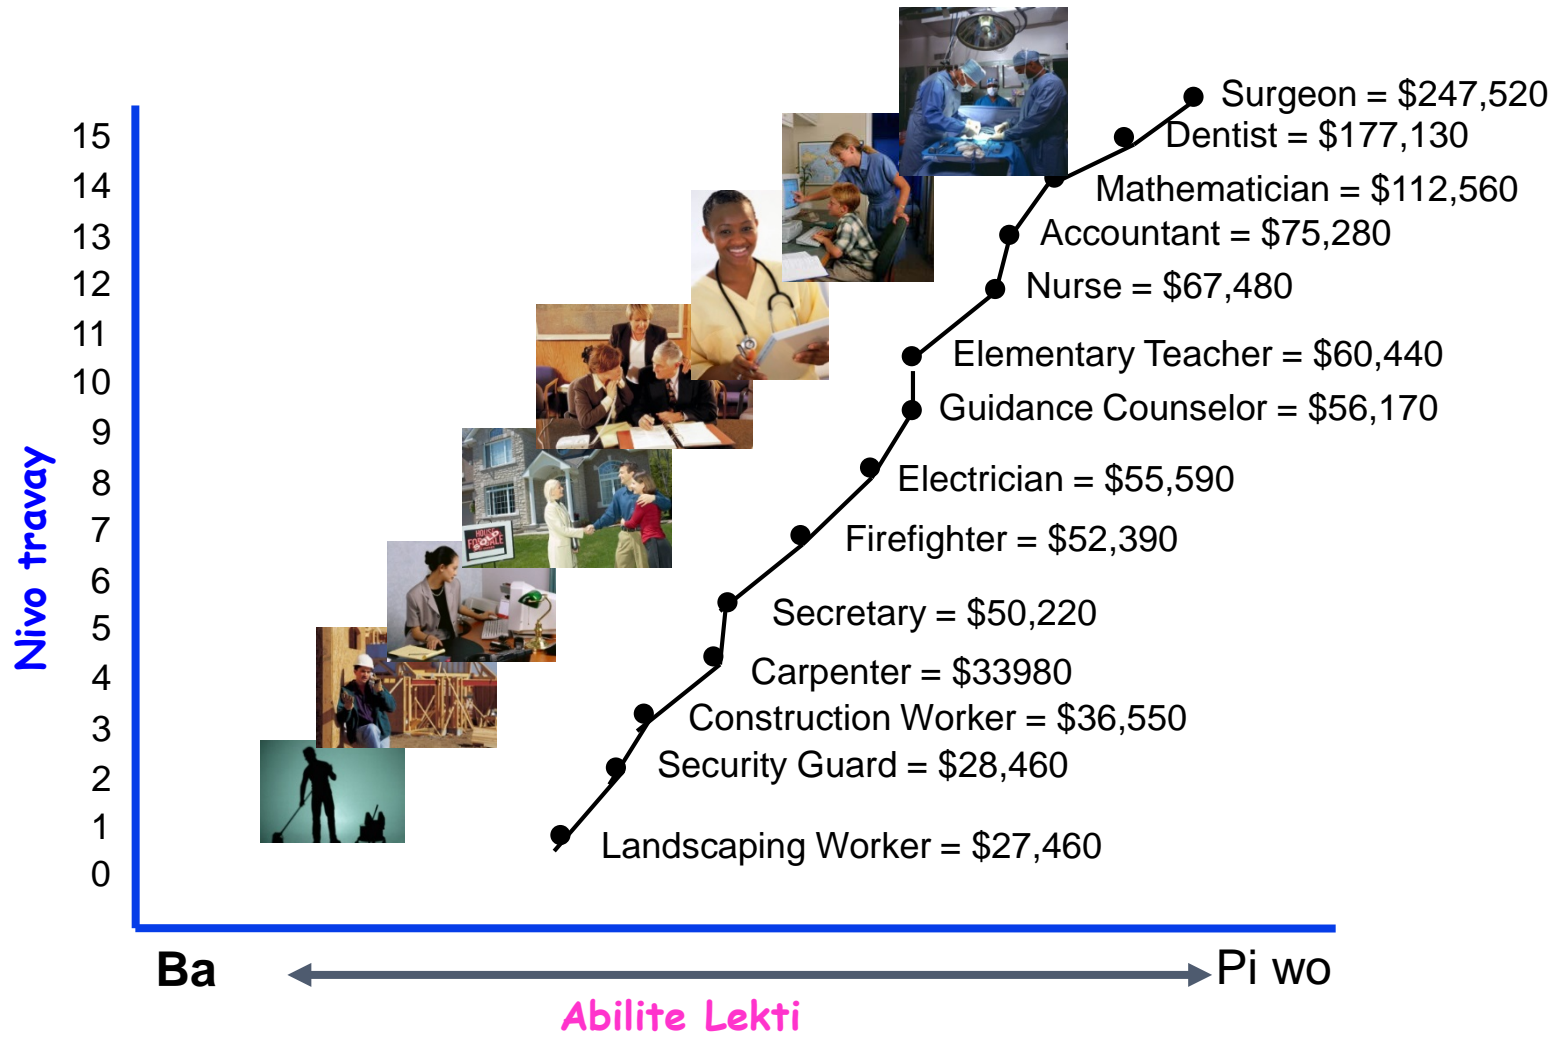 Surgeon = $247,520
15
Dentist = $177,130
14
Mathematician = $112,560
13
Accountant = $75,280
12
Nurse = $67,480
11
Elementary Teacher = $60,440
10
Guidance Counselor = $56,170
9
8
Electrician = $55,590
7
Firefighter = $52,390
6
Secretary = $50,220
5
4
Carpenter = $33980
3
Construction Worker = $36,550
2
Security Guard = $28,460
1
Landscaping Worker = $27,460
0
Nivo travay
Ba
Pi wo
Abilite Lekti